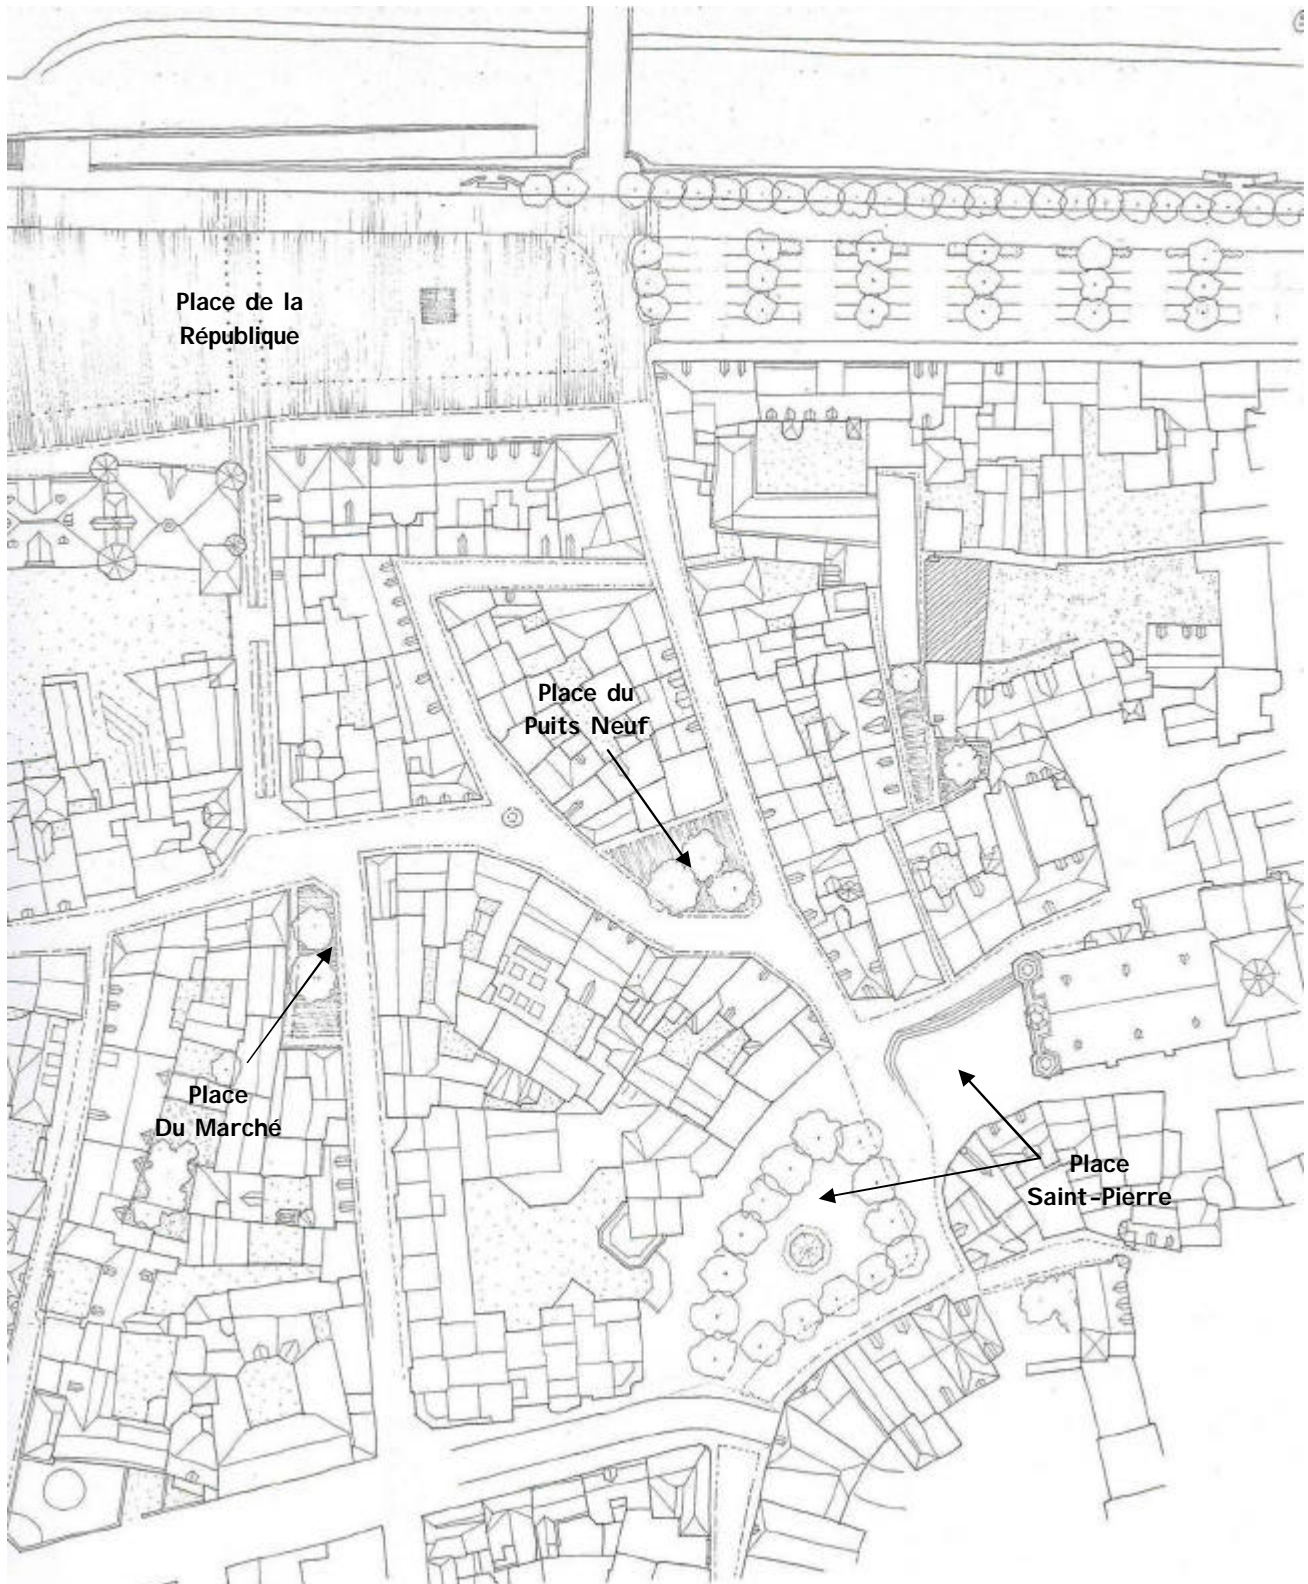 Place de la
République
Place du
Puits Neuf
Place
Du Marché
Place
Saint-Pierre